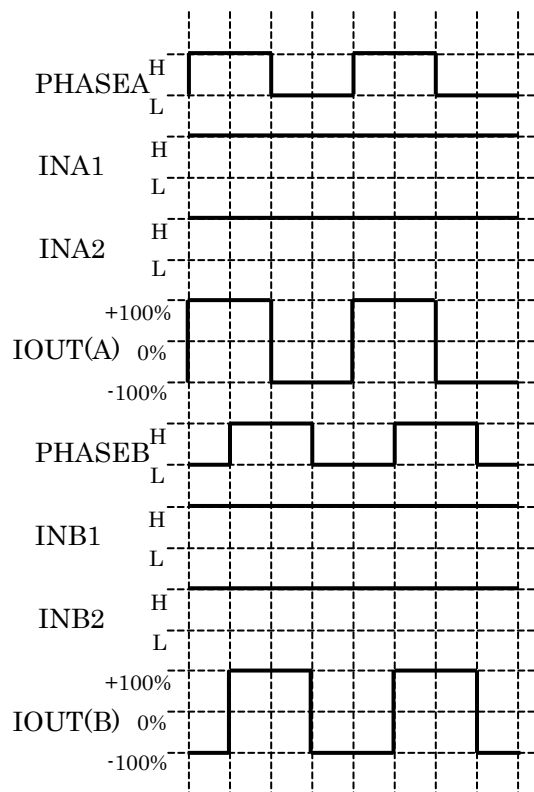 PHASEA H
L
INA1 H
L
INA2 H
L
+100%
IOUT(A) 0%
-100%
PHASEB H
L
INB1 H
L
INB2 H
L
+100%
IOUT(B) 0%
-100%